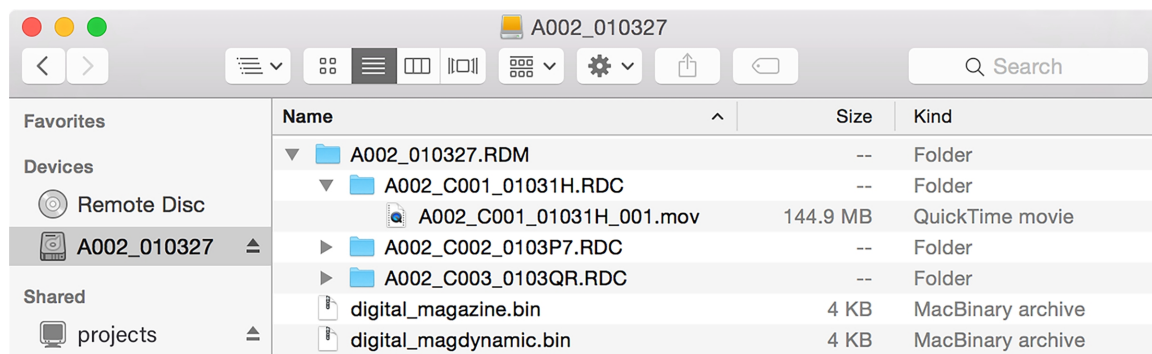 A002_010327
Search
Favorites
Devices
Remote Disc
A002_010327
Shared
projects
Name Size Kind
A002_010327.RDM -- Folder
A002_C001_01031H.RDC -- Folder
A002_C001_01031H_001.mov 144.9 MB QuickTime movie
A002_C002_0103P7.RDC -- Folder
A002_C003_0103QR.RDC -- Folder
digital_magazine.bin 4 KB MacBinary archive
digital_magdynamic.bin 4 KB MacBinary archive